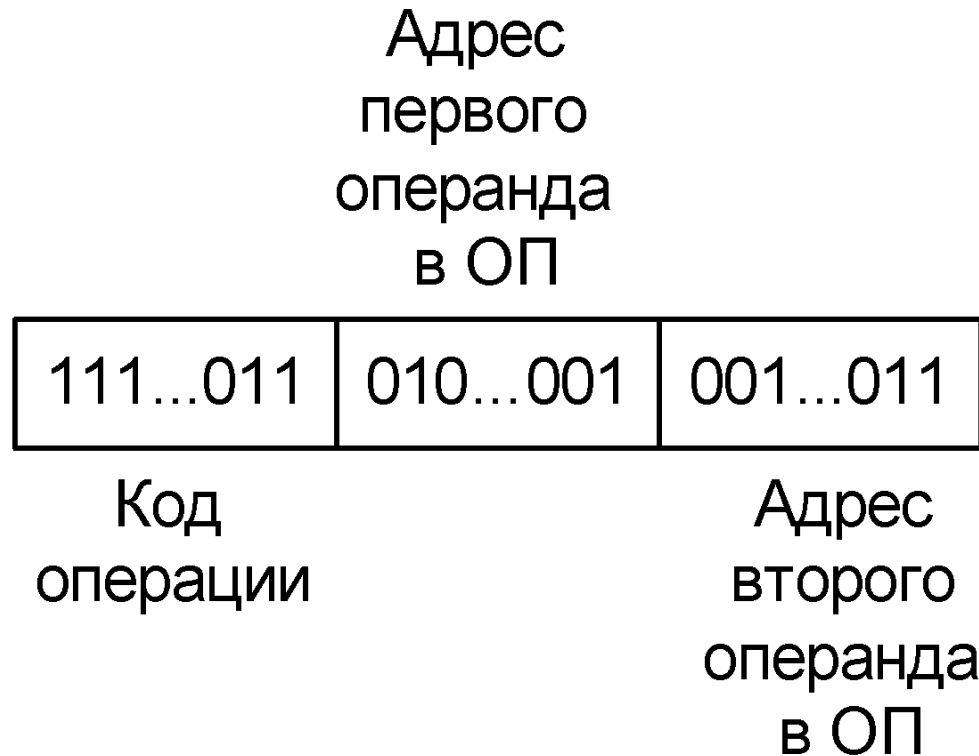 Адрес
первого
операнда
в ОП
111...011 010...001 001...011
Код
операции
Адрес
второго
операнда
в ОП